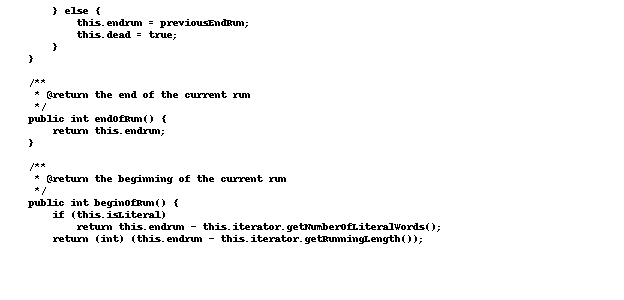 } else {
this.endrun = previousEndRun;
this.dead = true;
}
}
/**
* @return the end of the current run
*/
public int endOfRun() {
return this.endrun;
}
/**
* @return the beginning of the current run
*/
public int beginOfRun() {
if (this.isLiteral)
return this.endrun - this.iterator.getNumberOfLiteralWords();
return (int) (this.endrun - this.iterator.getRunningLength());